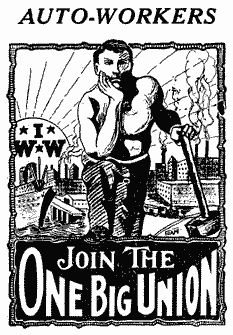 AUTO-WORKERS
★ I ★
W ★ W
JOIN THE
ONE BIG UNION